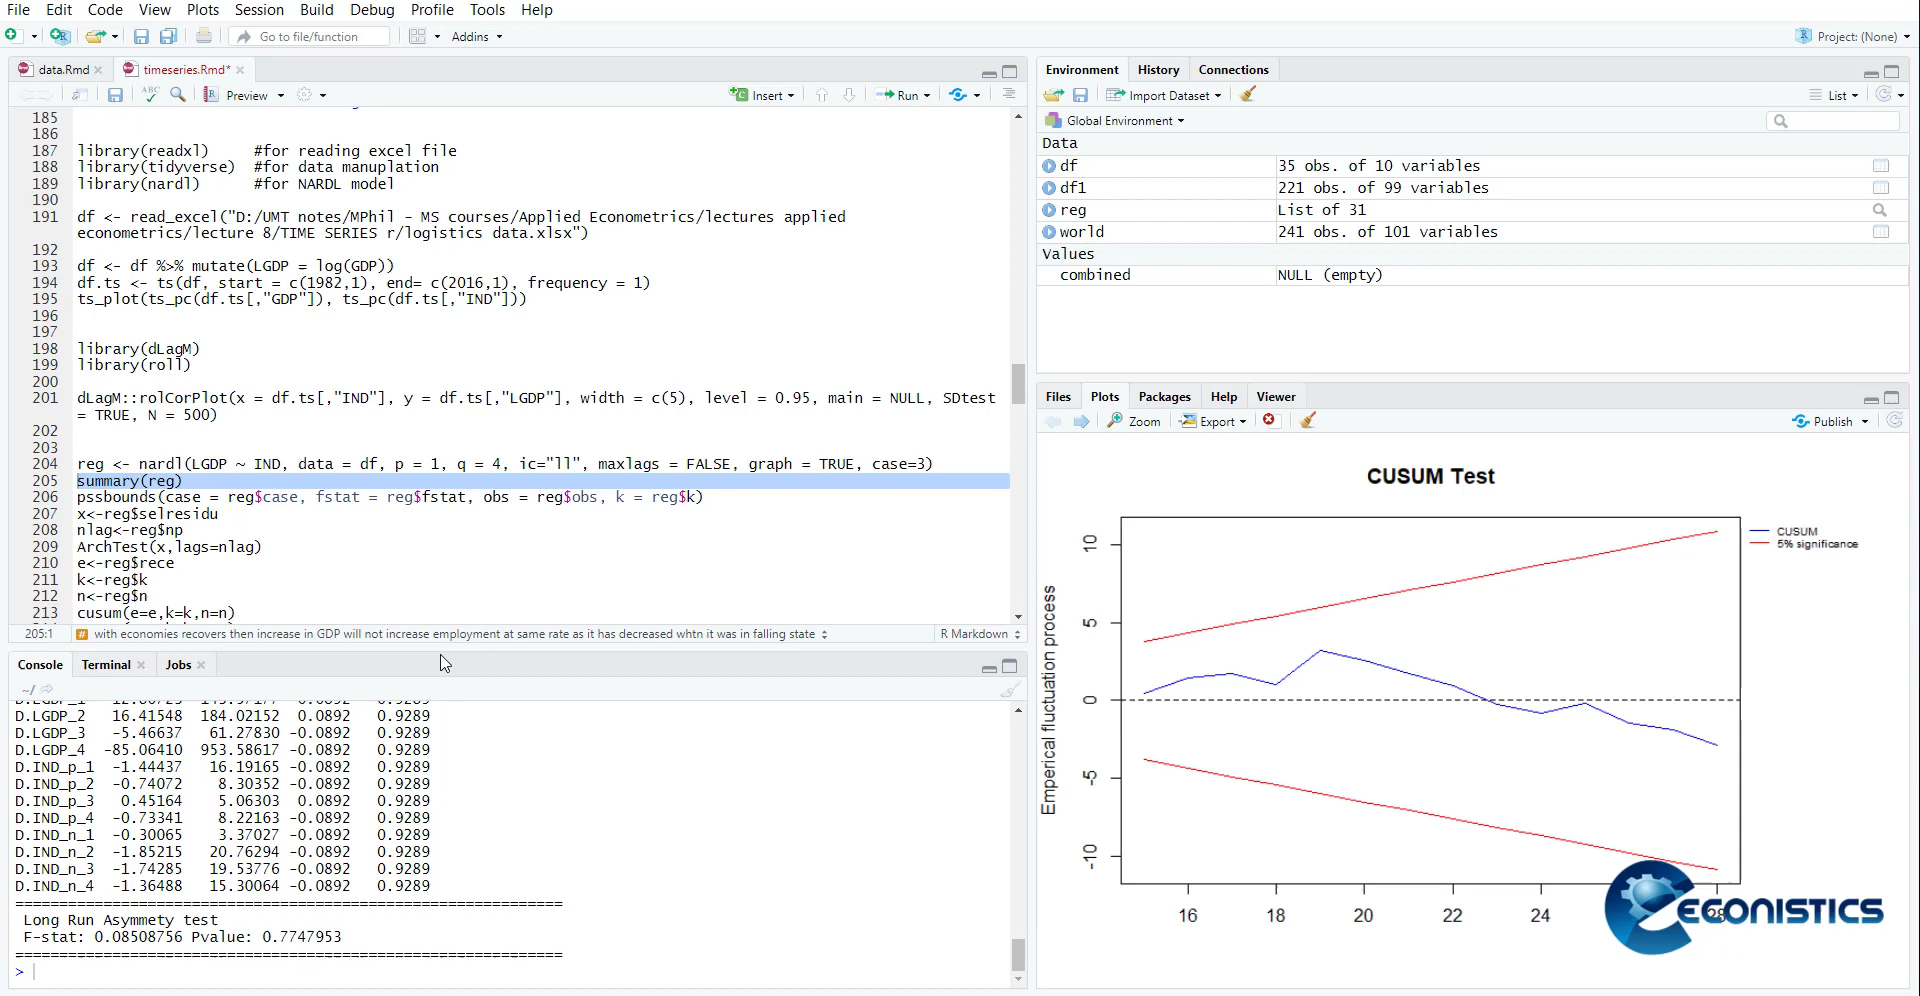 File Edit Code View Plots Session Build Debug Profile Tools Help
Go to file/function
Addins
Project: (None)
data.Rmd
timeseries.Rmd*
ABC
Preview
Insert
Run
185
186
187 library(readxl) #for reading excel file
188 library(tidyverse) #for data manuplation
189 library(nardl) #for NARDL model
190
191 df <- read_excel("D:/UMT notes/MPhil - MS courses/Applied Econometrics/lectures applied
econometrics/lecture 8/TIME SERIES r/logistics data.xlsx")
192
193 df <- df %>% mutate(LGDP = log(GDP))
194 df.ts <- ts(df, start = c(1982,1), end= c(2016,1), frequency = 1)
195 ts_plot(ts_pc(df.ts[,"GDP"]), ts_pc(df.ts[,"IND"]))
196
197
198 library(dLagM)
199 library(roll)
200
201 dLagM::rolCorPlot(x = df.ts[,"IND"], y = df.ts[,"LGDP"], width = c(5), level = 0.95, main = NULL, SDtest
= TRUE, N = 500)
202
203
204 reg <- nardl(LGDP ~ IND, data = df, p = 1, q = 4, ic="ll", maxlags = FALSE, graph = TRUE, case=3)
205 summary(reg)
206 pssbounds(case = reg$case, fstat = reg$fstat, obs = reg$obs, k = reg$k)
207 x<-reg$selresidu
208 nlag<-reg$np
209 ArchTest(x,lags=nlag)
210 e<-reg$rece
211 k<-reg$k
212 n<-reg$n
213 cusum(e=e,k=k,n=n)
205:1 # with economies recovers then increase in GDP will not increase employment at same rate as it has decreased whtn it was in falling state
R Markdown
Console Terminal Jobs
~/
D.LGDP_2 16.41548 184.02152 0.0892 0.9289
D.LGDP_3 -5.46637 61.27830 -0.0892 0.9289
D.LGDP_4 -85.06410 953.58617 -0.0892 0.9289
D.IND_p_1 -1.44437 16.19165 -0.0892 0.9289
D.IND_p_2 -0.74072 8.30352 -0.0892 0.9289
D.IND_p_3 0.45164 5.06303 0.0892 0.9289
D.IND_p_4 -0.73341 8.22163 -0.0892 0.9289
D.IND_n_1 -0.30065 3.37027 -0.0892 0.9289
D.IND_n_2 -1.85215 20.76294 -0.0892 0.9289
D.IND_n_3 -1.74285 19.53776 -0.0892 0.9289
D.IND_n_4 -1.36488 15.30064 -0.0892 0.9289
==============================================================
Long Run Asymmety test
F-stat: 0.08508756 Pvalue: 0.7747953
==============================================================
>
Environment History Connections
Import Dataset
List
Global Environment
Data
df 35 obs. of 10 variables
df1 221 obs. of 99 variables
reg List of 31
world 241 obs. of 101 variables
Values
combined NULL (empty)
Files Plots Packages Help Viewer
Zoom
Export
Publish
CUSUM Test
CUSUM
5% significance
Emperical fluctuation process
10
5
0
-5
-10
16 18 20 22 24 28
ECONISTICS